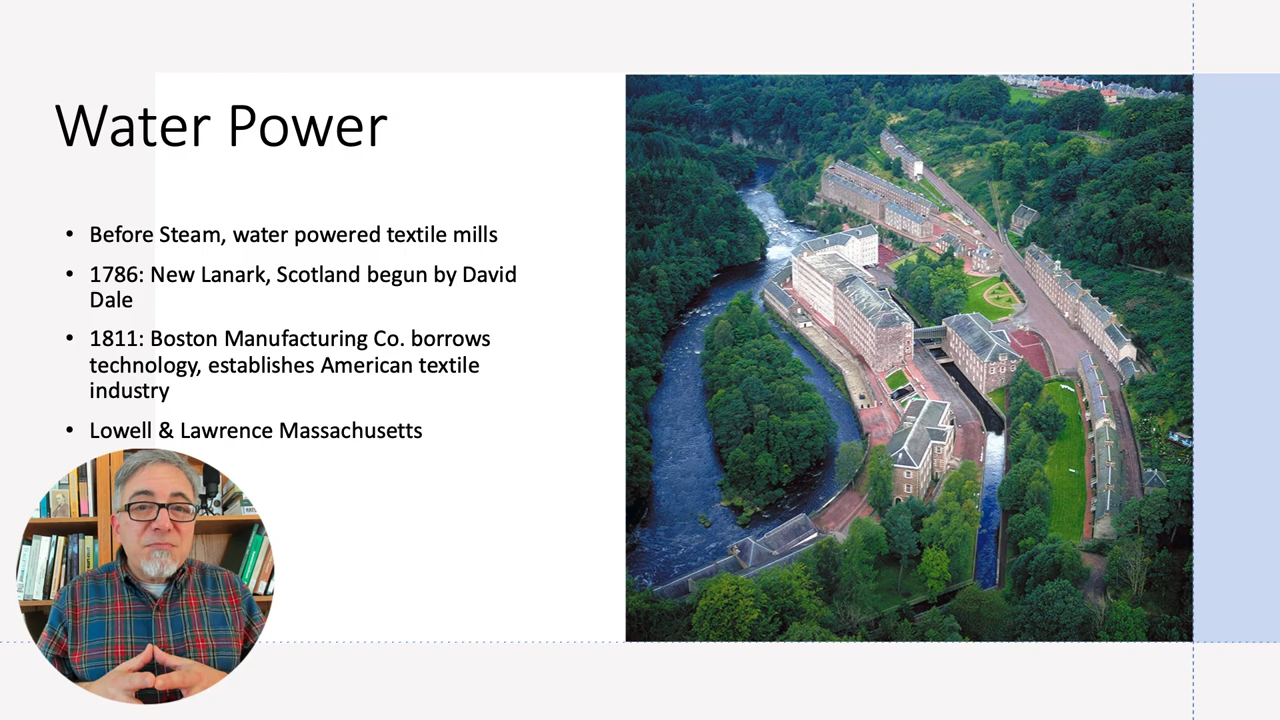 Water Power
• Before Steam, water powered textile mills
• 1786: New Lanark, Scotland begun by David
Dale
• 1811: Boston Manufacturing Co. borrows
technology, establishes American textile
industry
• Lowell & Lawrence Massachusetts